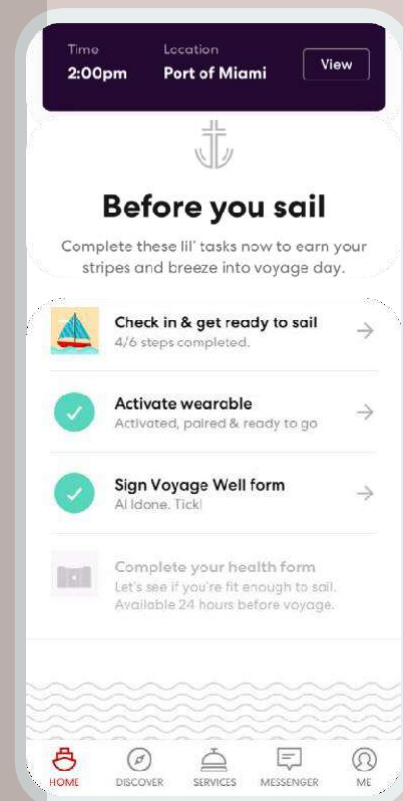 Time
Location
2:00pm
Port of Miami
View
Before you sail
Complete these lil' tasks now to earn your
stripes and breeze into voyage day.
Check in & get ready to sail
4/6 steps completed.
Activate wearable
Activated, paired & ready to go
Sign Voyage Well form
Al ldone. Tick!
Complete your health form
Let's see if you're fit enough to sail.
Available 24 hours before voyage.
HOME
DISCOVER
SERVICES
MESSENGER
ME